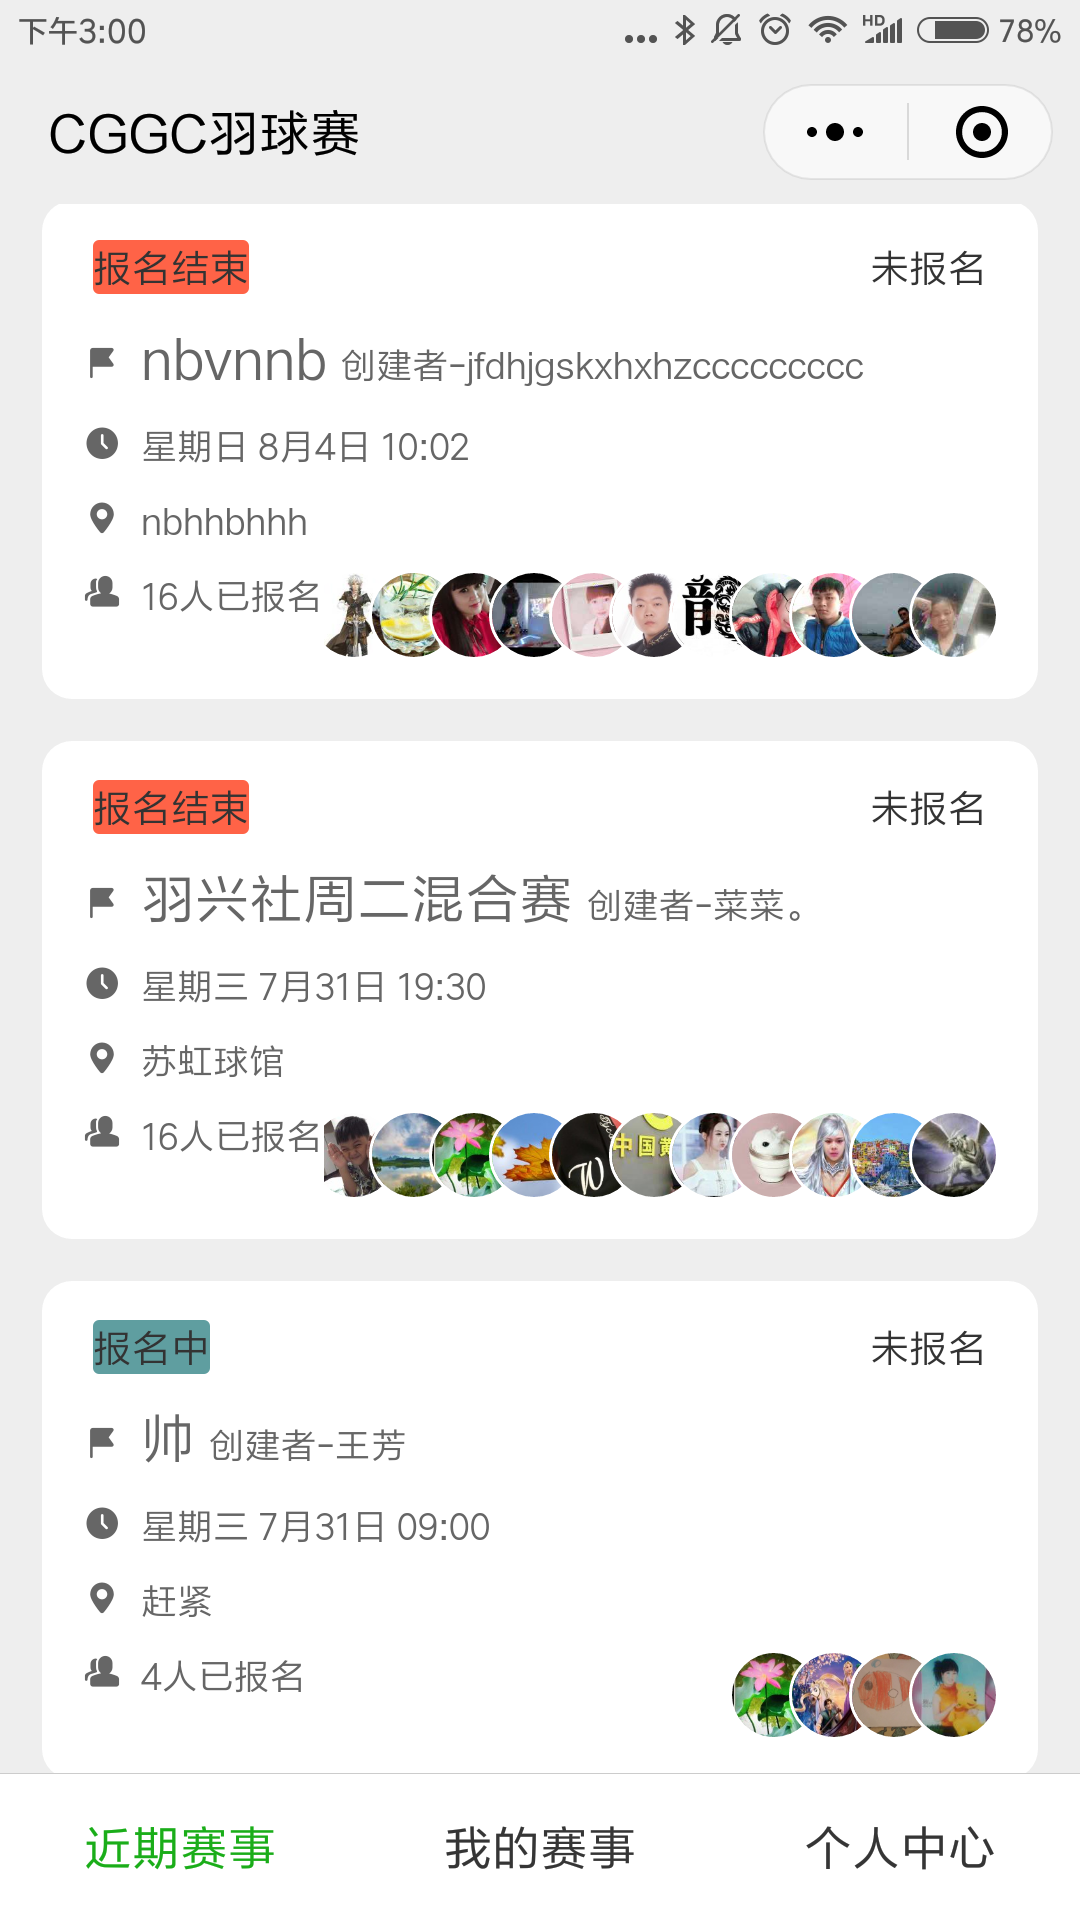 下午3:00 HD 78%
CGGC羽球赛
报名结束 未报名
nbvnnb 创建者-jfdhjgskxhxhzccccccccc
星期日 8月4日 10:02
nbhhbhhh
16人已报名
龍
报名结束 未报名
羽兴社周二混合赛 创建者-菜菜。
星期三 7月31日 19:30
苏虹球馆
16人已报名
W 中国黄
报名中 未报名
帅 创建者-王芳
星期三 7月31日 09:00
赶紧
4人已报名
近期赛事 我的赛事 个人中心